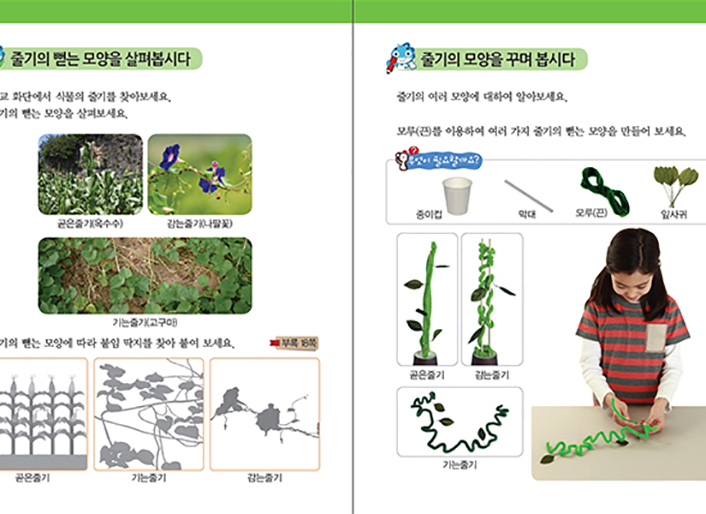 줄기의 뻗는 모양을 살펴봅시다
교 화단에서 식물의 줄기를 찾아보세요.
기의 뻗는 모양을 살펴보세요.
곧은줄기(옥수수)
감는줄기(나팔꽃)
기는줄기(고구마)
기의 뻗는 모양에 따라 붙임 딱지를 찾아 붙여 보세요.
부록 18쪽
곧은줄기
기는줄기
감는줄기
줄기의 모양을 꾸며 봅시다
줄기의 여러 모양에 대하여 알아보세요.
모루(끈)를 이용하여 여러 가지 줄기의 뻗는 모양을 만들어 보세요.
무엇이 필요할까요?
종이컵
막대
모루(끈)
잎사귀
곧은줄기
감는줄기
기는줄기